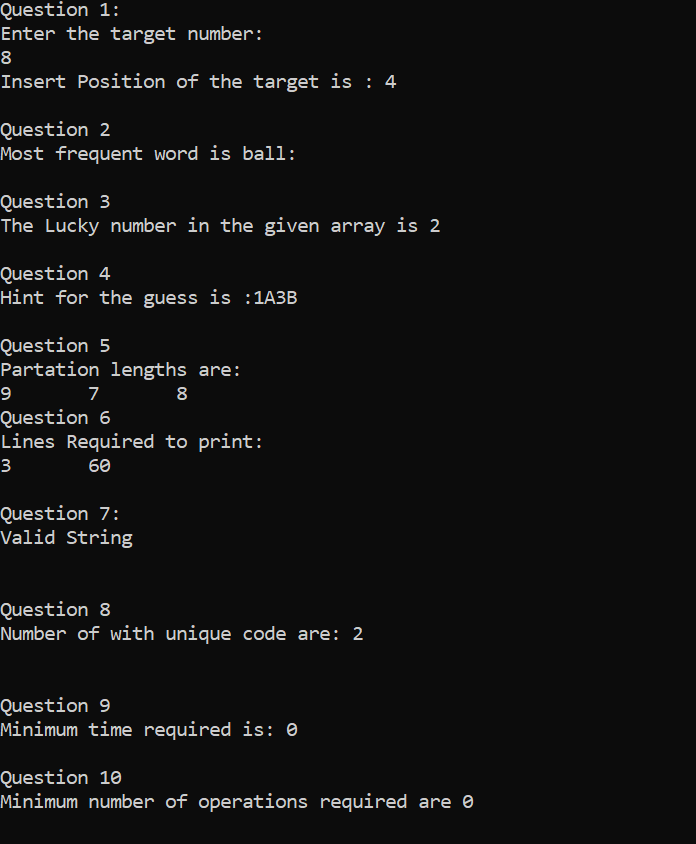 Question 1:
Enter the target number:
8
Insert Position of the target is : 4
Question 2
Most frequent word is ball:
Question 3
The Lucky number in the given array is 2
Question 4
Hint for the guess is :1A3B
Question 5
Partation lengths are:
9 7 8
Question 6
Lines Required to print:
3 60
Question 7:
Valid String
Question 8
Number of with unique code are: 2
Question 9
Minimum time required is: 0
Question 10
Minimum number of operations required are 0